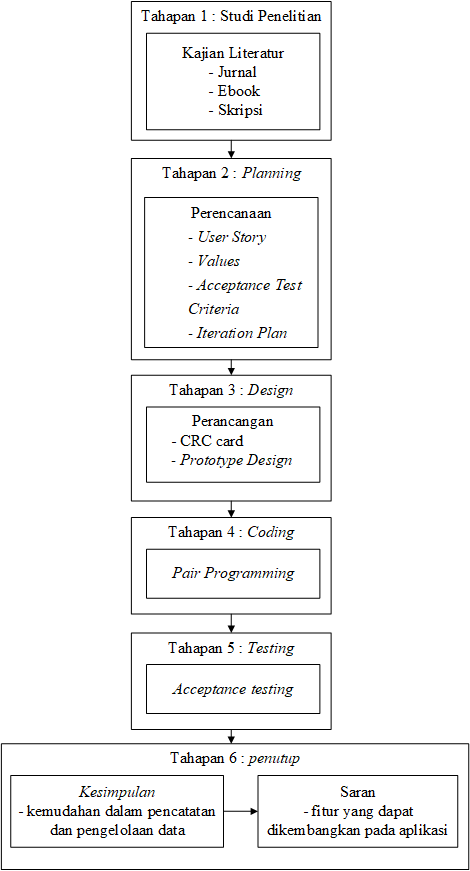 Tahapan 1 : Studi Penelitian
Kajian Literatur
- Jurnal
- Ebook
- Skripsi
Tahapan 2 : Planning
Perencanaan
- User Story
- Values
- Acceptance Test
Criteria
- Iteration Plan
Tahapan 3 : Design
Perancangan
- CRC card
- Prototype Design
Tahapan 4 : Coding
Pair Programming
Tahapan 5 : Testing
Acceptance testing
Tahapan 6 : penutup
Kesimpulan
- kemudahan dalam pencatatan
dan pengelolaan data
Saran
- fitur yang dapat
dikembangkan pada aplikasi